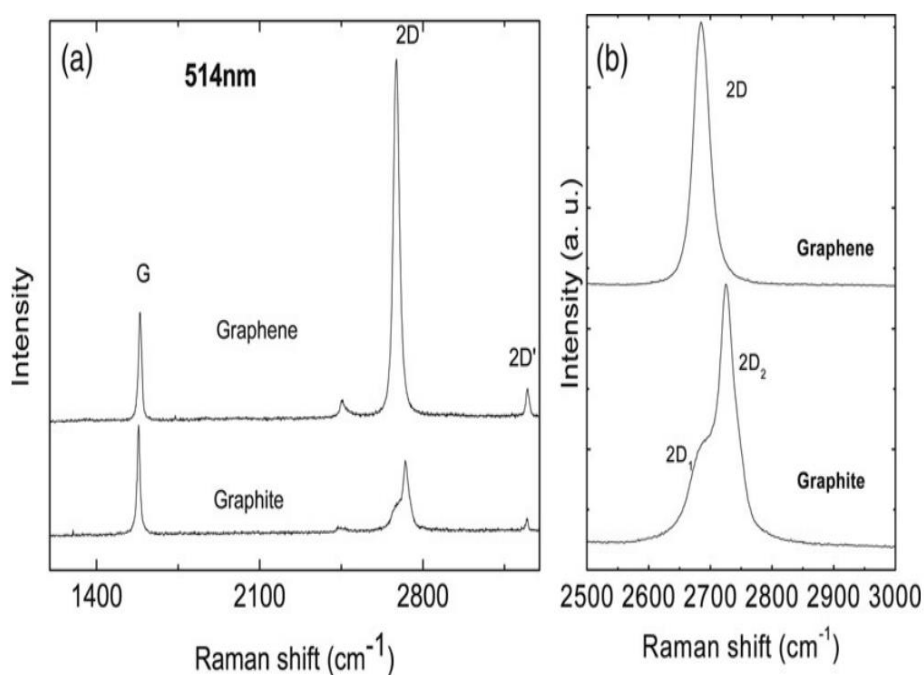 (a)
514nm
2D
G
Graphene
2D'
Graphite
Intensity
1400 2100 2800
Raman shift (cm⁻¹)
(b)
2D
Graphene
2D₂
2D₁
Graphite
Intensity (a. u.)
2500 2600 2700 2800 2900 3000
Raman shift (cm⁻¹)